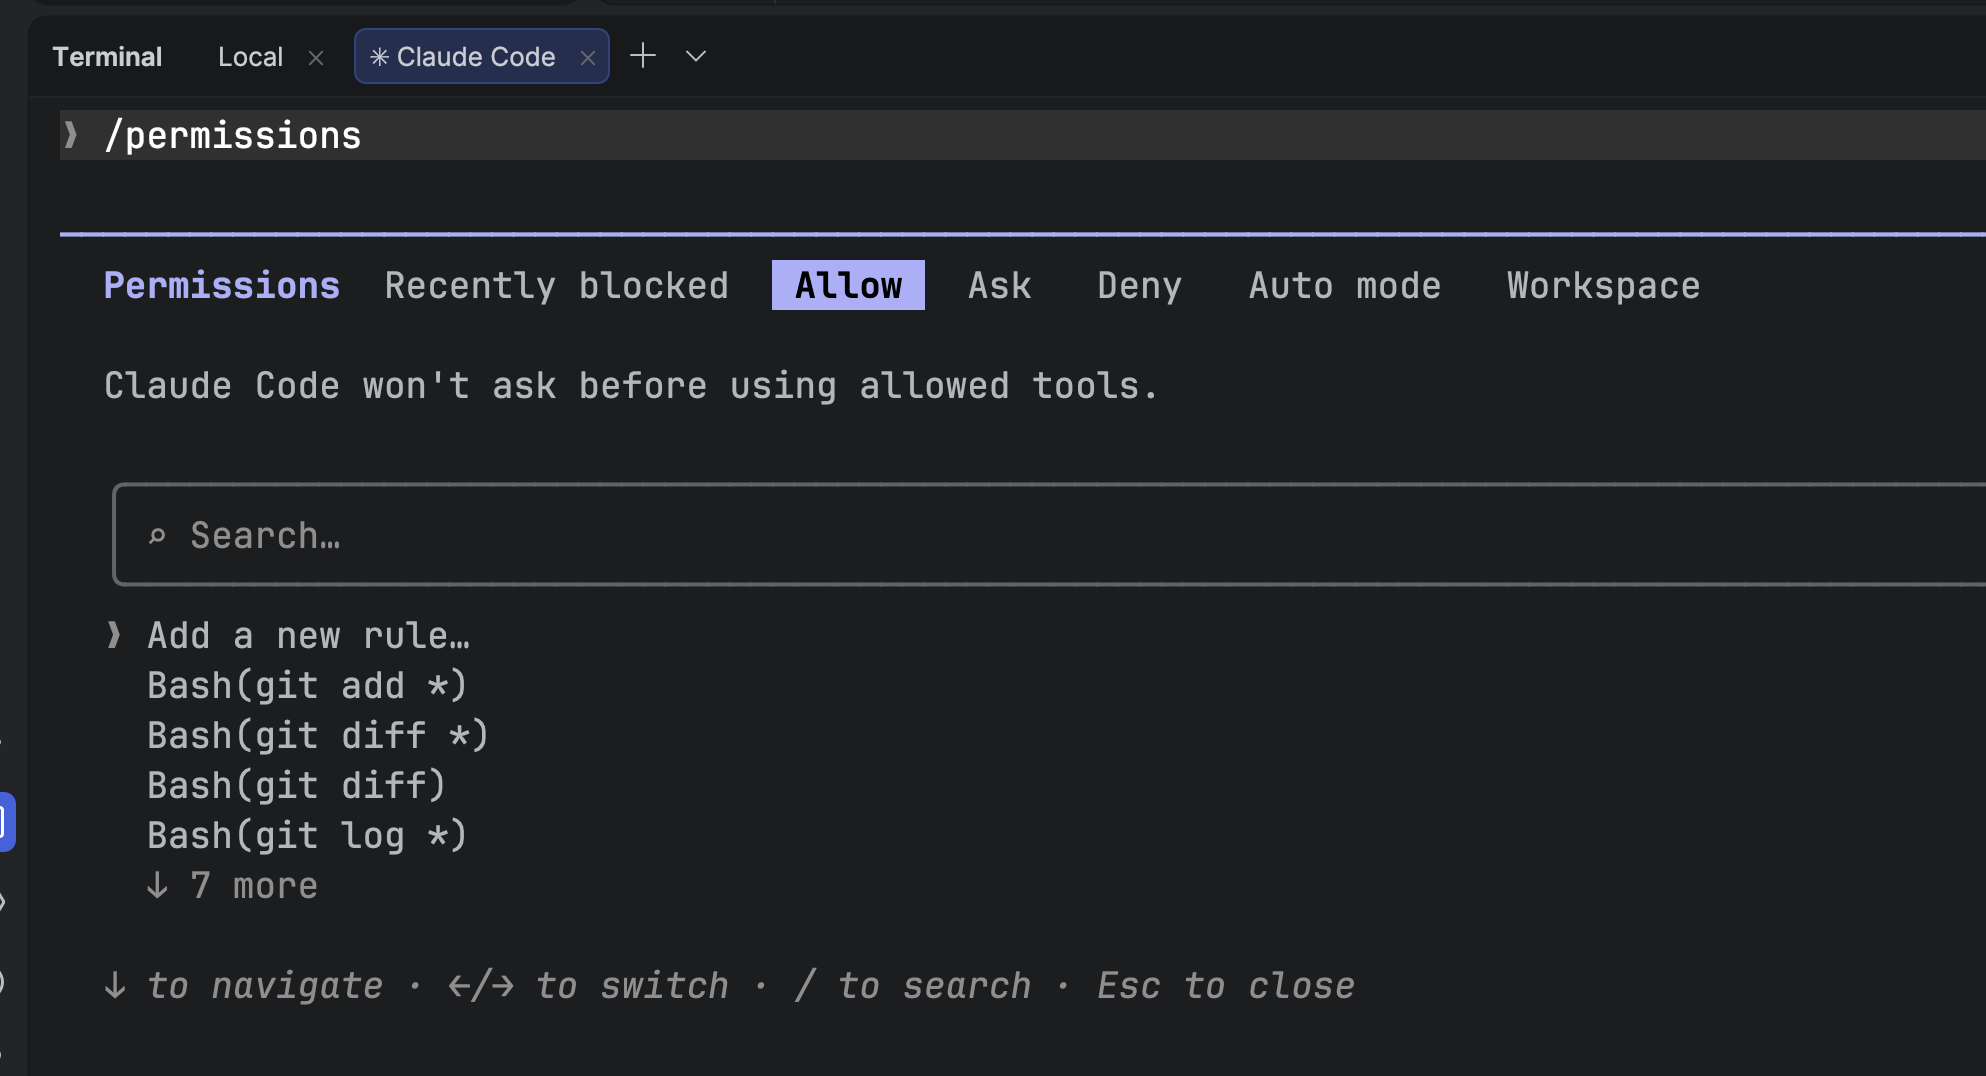 Terminal Local × ✳ Claude Code × +
❯ /permissions
Permissions Recently blocked Allow Ask Deny Auto mode Workspace
Claude Code won't ask before using allowed tools.
⌕ Search…
❯ Add a new rule…
Bash(git add *)
Bash(git diff *)
Bash(git diff)
Bash(git log *)
↓ 7 more
↓ to navigate · ←/→ to switch · / to search · Esc to close